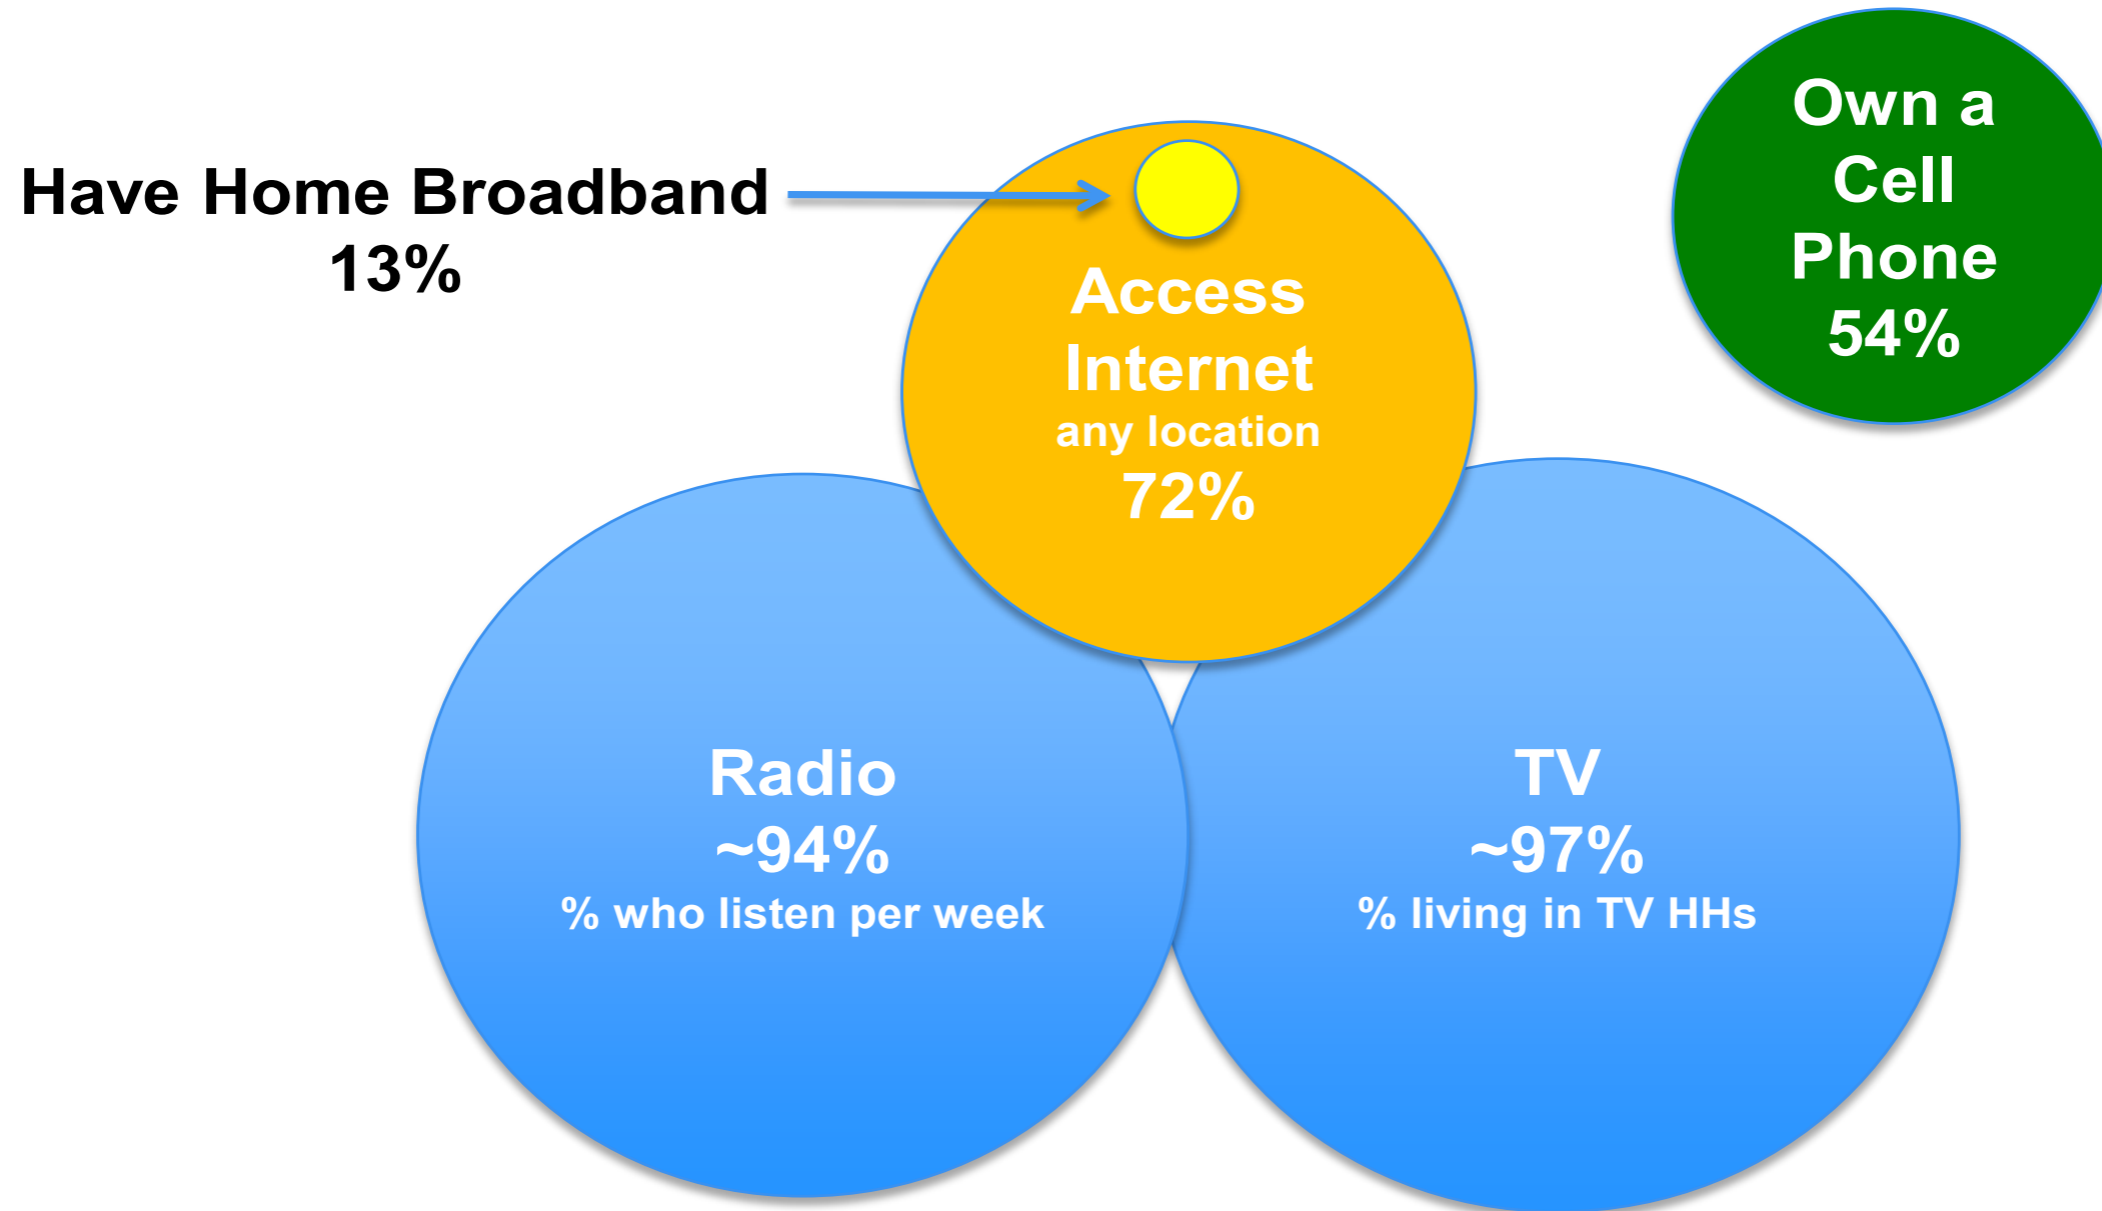 Have Home Broadband
13%
Access
Internet
any location
72%
Own a
Cell
Phone
54%
Radio
~94%
% who listen per week
TV
~97%
% living in TV HHs